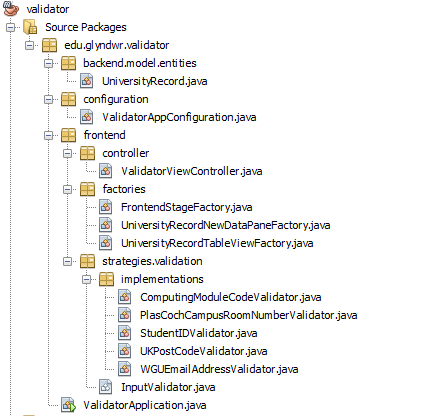 validator
Source Packages
edu.glyndwr.validator
backend.model.entities
UniversityRecord.java
configuration
ValidatorAppConfiguration.java
frontend
controller
ValidatorViewController.java
factories
FrontendStageFactory.java
UniversityRecordNewDataPaneFactory.java
UniversityRecordTableViewFactory.java
strategies.validation
implementations
ComputingModuleCodeValidator.java
PlasCochCampusRoomNumberValidator.java
StudentIDValidator.java
UKPostCodeValidator.java
WGUEmailAddressValidator.java
InputValidator.java
ValidatorApplication.java